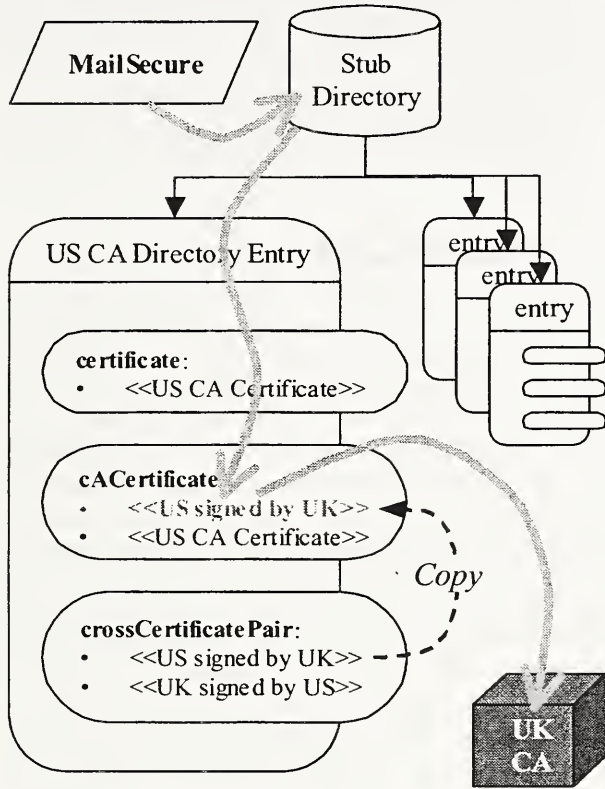 MailSecure
Stub
Directory
US CA Directory Entry
certificate:
• <<US CA Certificate>>
cACertificate
• <<US signed by UK>>
• <<US CA Certificate>>
Copy
crossCertificatePair:
• <<US signed by UK>>
• <<UK signed by US>>
entry
entry
entry
UK
CA